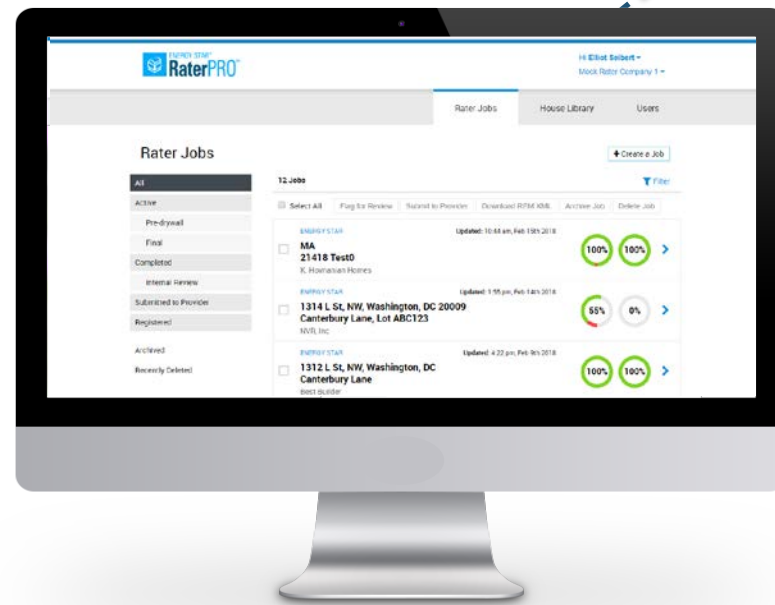 ENERGY STAR
RaterPRO
Hi Elliot Seibert
Mock Rater Company 1
Rater Jobs House Library Users
Rater Jobs
+ Create a Job
All
Active
Pre-drywall
Final
Completed
Internal Review
Submitted to Provider
Registered
Archived
Recently Deleted
12 Jobs
Filter
Select All Flag for Review Submit to Provider Download REM XML Archive Job Delete Job
ENERGY STAR Updated: 10:44 am, Feb 15th 2018
MA
21418 Test0
K. Hovnanian Homes
100% 100%
ENERGY STAR Updated: 1:55 pm, Feb 14th 2018
1314 L St, NW, Washington, DC 20009
Canterbury Lane, Lot ABC123
NVR, Inc
55% 0%
ENERGY STAR Updated: 4:22 pm, Feb 9th 2018
1312 L St, NW, Washington, DC
Canterbury Lane
Best Builder
100% 100%